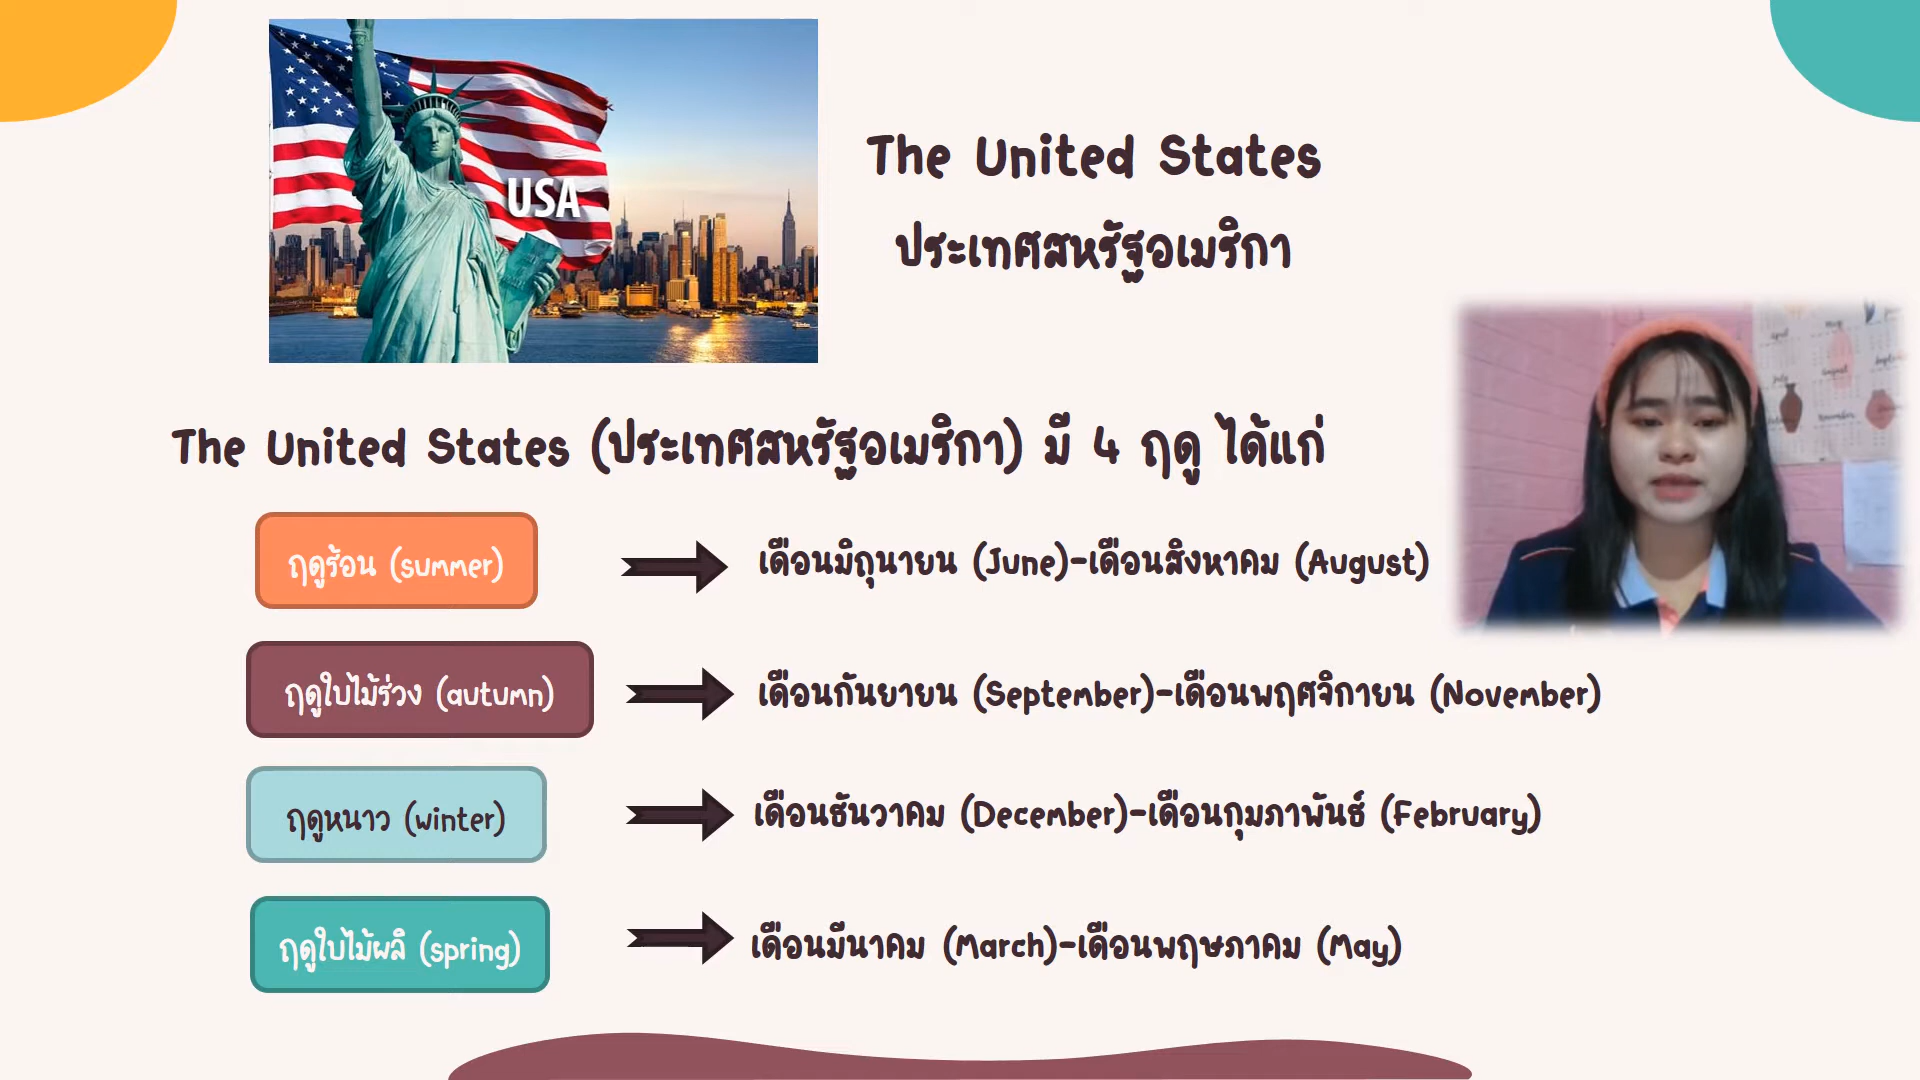 USA
The United States
ประเทศสหรัฐอเมริกา
The United States (ประเทศสหรัฐอเมริกา) มี 4 ฤดู ได้แก่
ฤดูร้อน (summer)
เดือนมิถุนายน (June)-เดือนสิงหาคม (August)
ฤดูใบไม้ร่วง (autumn)
เดือนกันยายน (September)-เดือนพฤศจิกายน (November)
ฤดูหนาว (winter)
เดือนธันวาคม (December)-เดือนกุมภาพันธ์ (February)
ฤดูใบไม้ผลิ (spring)
เดือนมีนาคม (March)-เดือนพฤษภาคม (May)
April
May
July
August
November